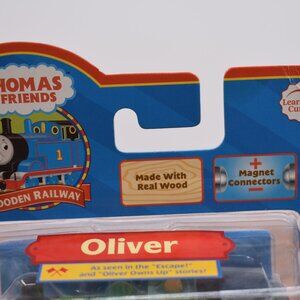 THOMAS
& FRIENDS
1
WOODEN RAILWAY
Made With
Real Wood
Magnet
Connectors
Oliver
As seen in the "Escape!"
and "Oliver Owns Up" stories!